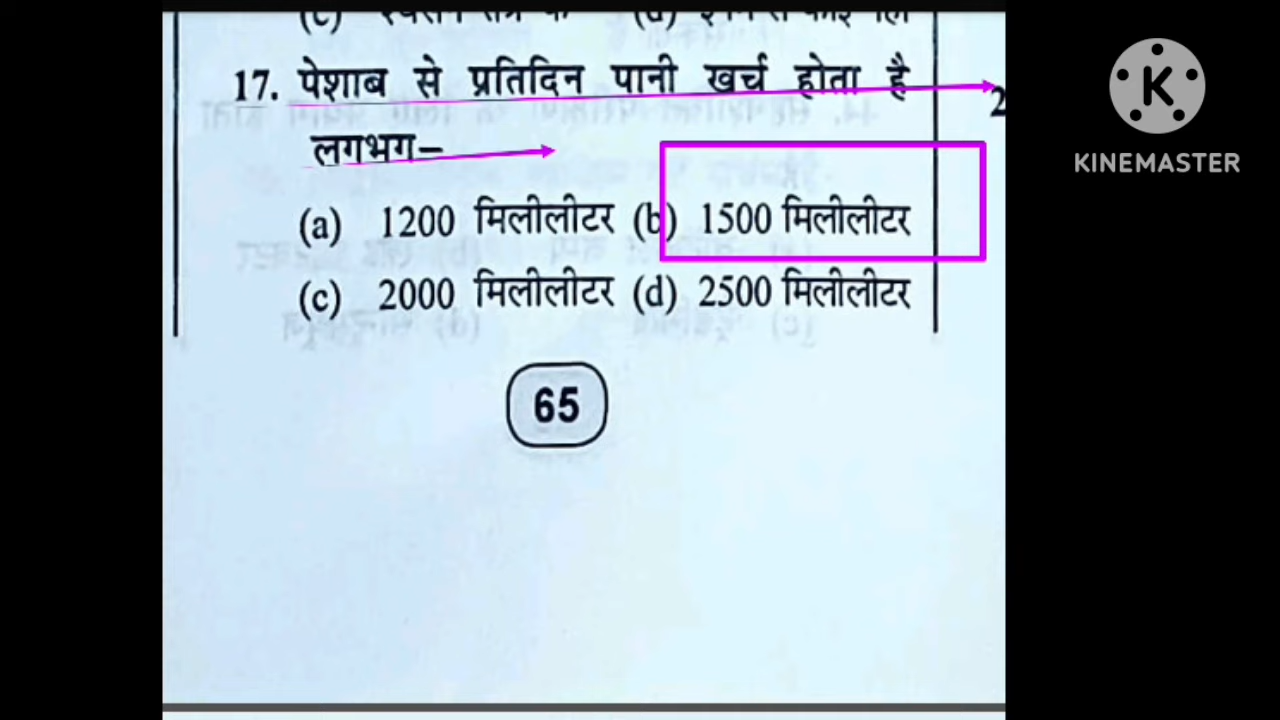 17. पेशाब से प्रतिदिन पानी खर्च होता है
लगभग–
(a) 1200 मिलीलीटर (b) 1500 मिलीलीटर
(c) 2000 मिलीलीटर (d) 2500 मिलीलीटर
65
K
KINEMASTER